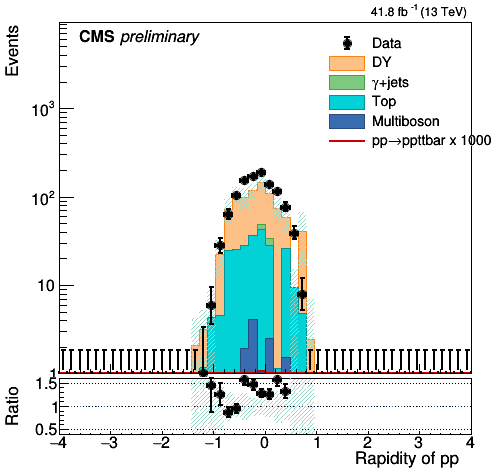 41.8 fb⁻¹ (13 TeV)
Events
CMS preliminary
Data
DY
γ+jets
Top
Multiboson
pp→ppttbar x 1000
10³
10²
10
1
Ratio
1.5
1
0.5
−4 −3 −2 −1 0 1 2 3 4
Rapidity of pp